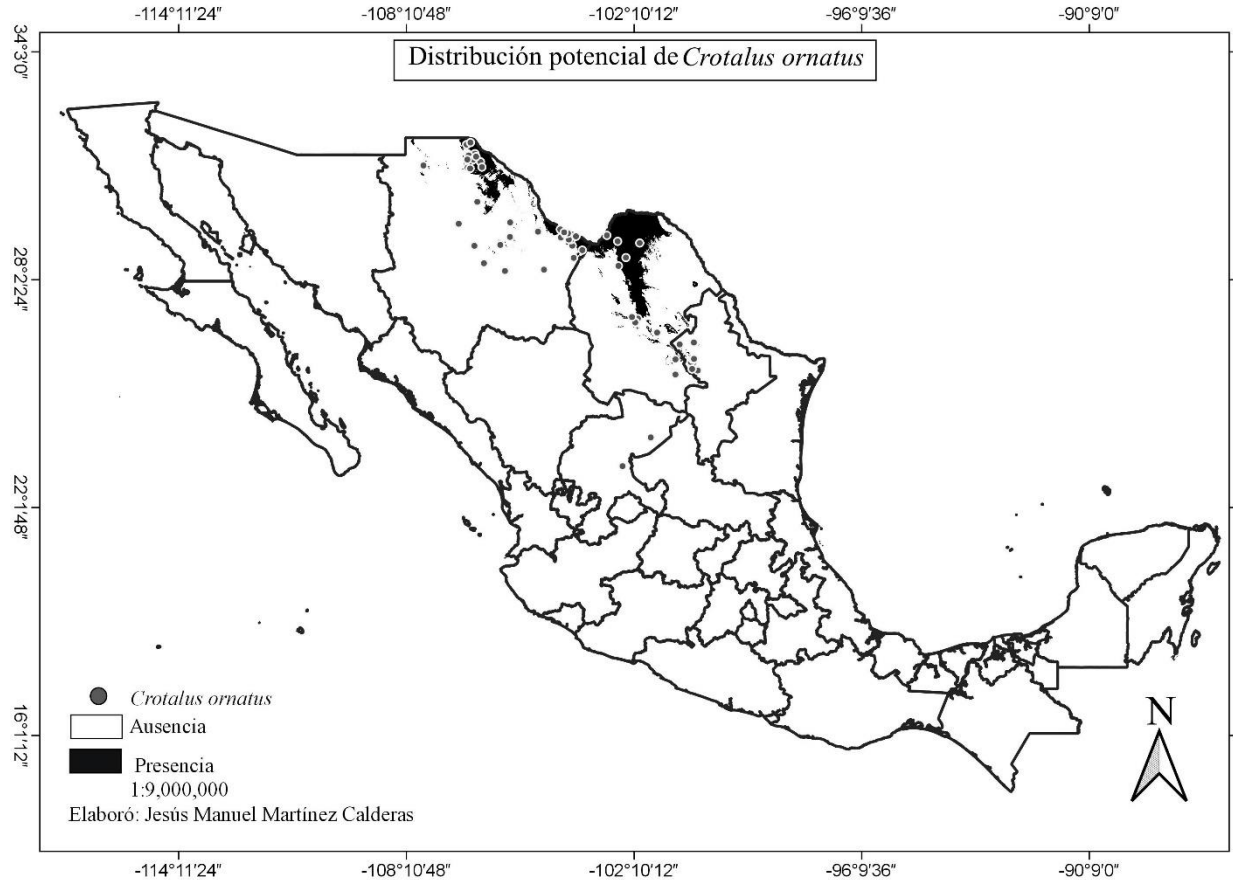 -114°11′24″
-108°10′48″
-102°10′12″
-96°9′36″
-90°9′0″
34°3′0″
28°2′24″
22°1′48″
16°1′12″
Distribución potencial de Crotalus ornatus
Crotalus ornatus
Ausencia
Presencia
1:9,000,000
Elaboró: Jesús Manuel Martínez Calderas
N
-114°11′24″
-108°10′48″
-102°10′12″
-96°9′36″
-90°9′0″